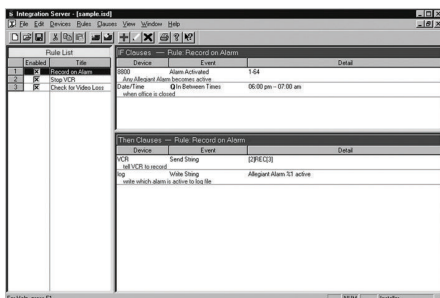 Integration Server - [sample.isd]
File Edit Devices Rules Clauses View Window Help
Rule List
Enabled Title
1 Record on Alarm
2 Stop VCR
3 Check for Video Loss
IF Clauses — Rule: Record on Alarm
Device Event Detail
8800 Alarm Activated 1-64
Any Allegiant Alarm becomes active
Date/Time In Between Times 06:00 pm – 07:00 am
when office is closed
Then Clauses — Rule: Record on Alarm
Device Event Detail
VCR Send String [2]REC[3]
tell VCR to record
log Write String Allegiant Alarm %1 active
write which alarm is active to log file
For Help, press F1 NUM Installer